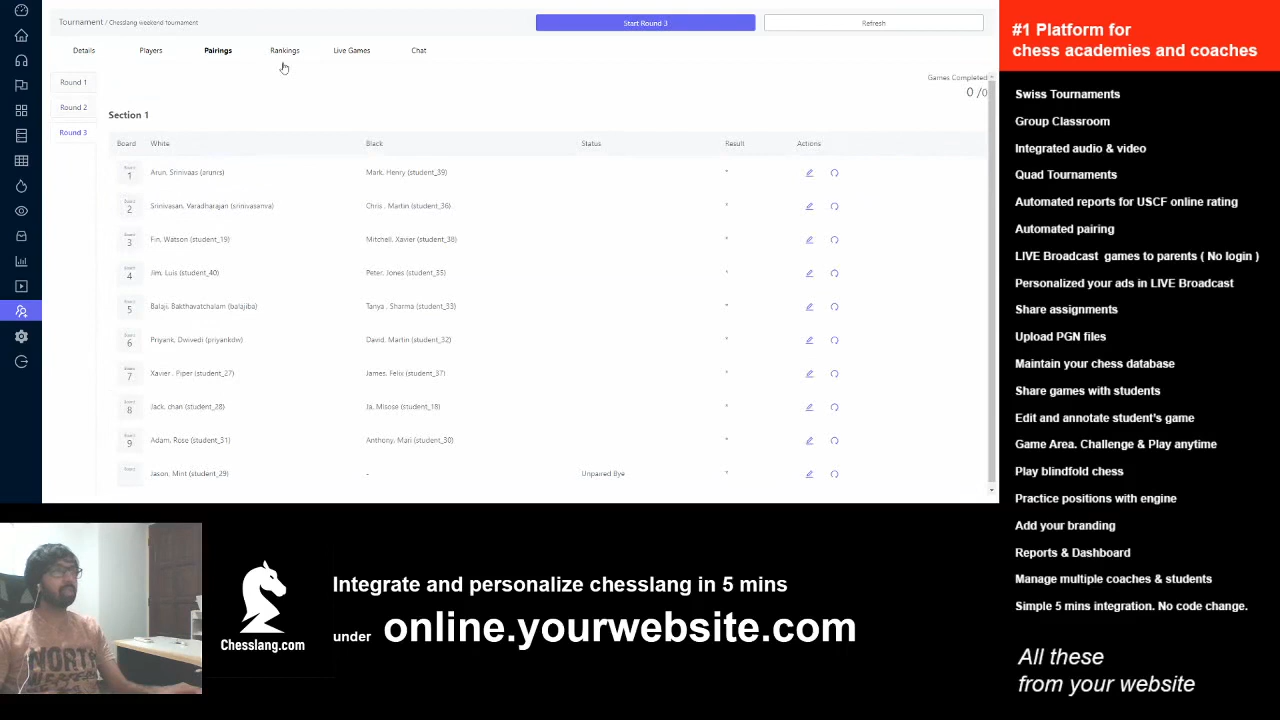 Tournament / Chesslang weekend tournament
Start Round 3
Refresh
Details
Players
Pairings
Rankings
Live Games
Chat
Round 1
Round 2
Round 3
Games Completed
0 /0
Section 1
Board White Black Status Result Actions
Board 1 Arun, Srinivaas (arunrs) Mark, Henry (student_39) *
Board 2 Srinivasan, Varadharajan (srinivasanva) Chris , Martin (student_36) *
Board 3 Fin, Watson (student_19) Mitchell, Xavier (student_38) *
Board 4 Jim, Luis (student_40) Peter, Jones (student_35) *
Board 5 Balaji, Bakthavatchalam (balajiba) Tanya , Sharma (student_33) *
Board 6 Priyank, Dwivedi (priyankdw) David, Martin (student_32) *
Board 7 Xavier , Piper (student_27) James, Felix (student_37) *
Board 8 Jack, chan (student_28) Ja, Misose (student_18) *
Board 9 Adam, Rose (student_31) Anthony, Mari (student_30) *
Board Jason, Mint (student_29) - Unpaired Bye *
#1 Platform for
chess academies and coaches
Swiss Tournaments
Group Classroom
Integrated audio & video
Quad Tournaments
Automated reports for USCF online rating
Automated pairing
LIVE Broadcast games to parents ( No login )
Personalized your ads in LIVE Broadcast
Share assignments
Upload PGN files
Maintain your chess database
Share games with students
Edit and annotate student's game
Game Area. Challenge & Play anytime
Play blindfold chess
Practice positions with engine
Add your branding
Reports & Dashboard
Manage multiple coaches & students
Simple 5 mins integration. No code change.
All these
from your website
NORTH
Chesslang.com
Integrate and personalize chesslang in 5 mins
under online.yourwebsite.com